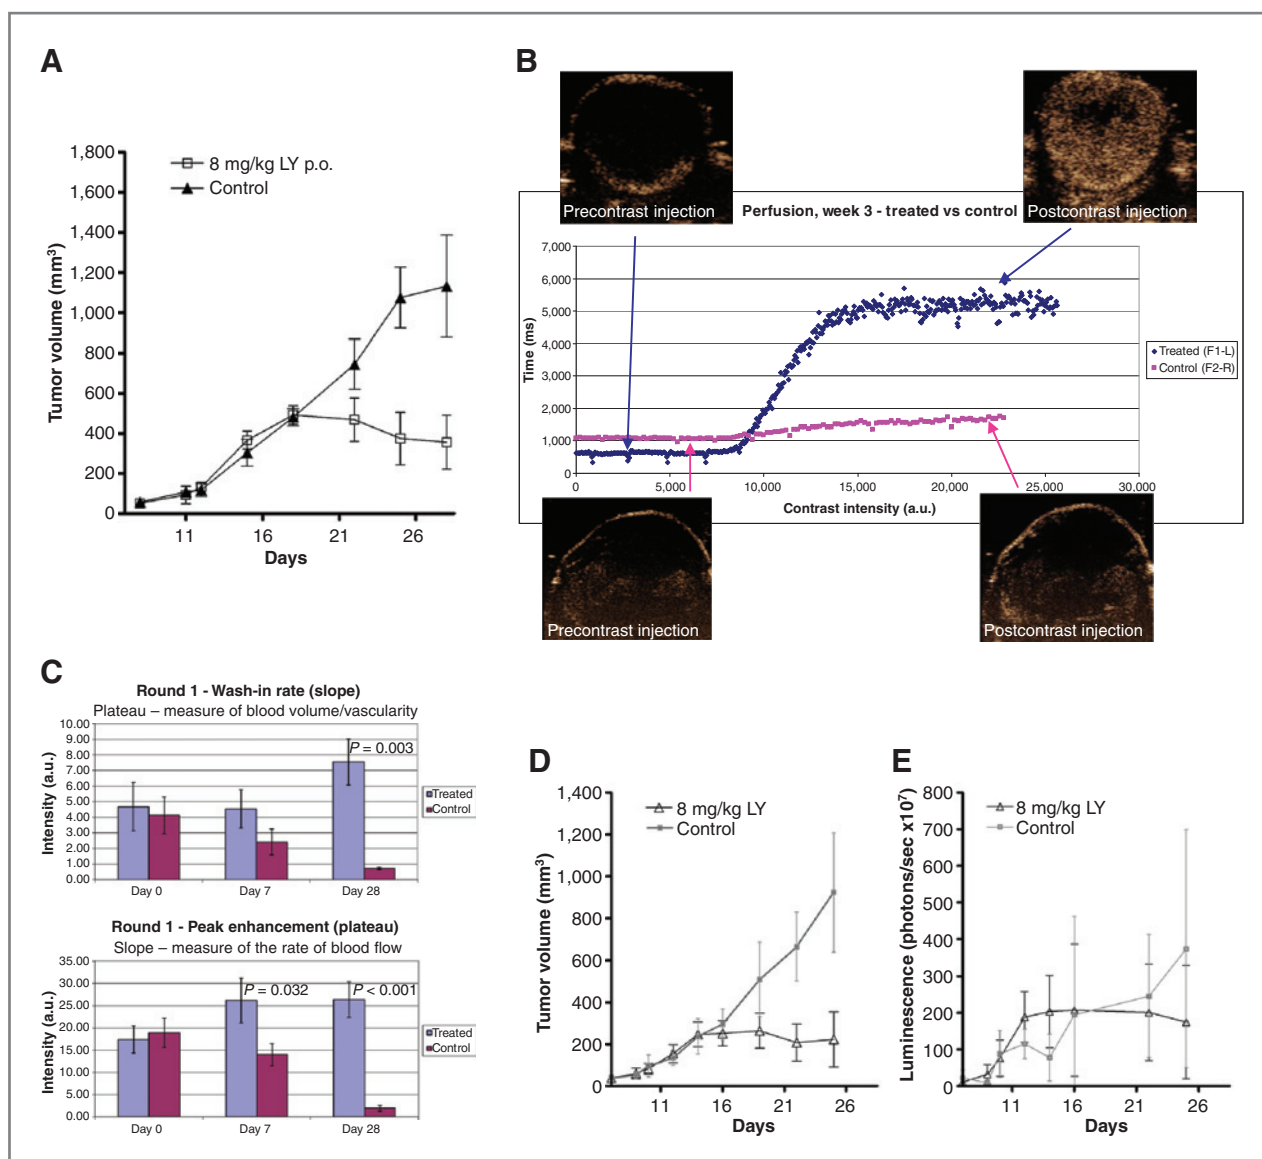 A
1,800
1,600
1,400
1,200
1,000
800
600
400
200
0
Tumor volume (mm³)
8 mg/kg LY p.o.
Control
11 16 21 26
Days
B
Precontrast injection
Postcontrast injection
Perfusion, week 3 - treated vs control
7,000
6,000
5,000
4,000
3,000
2,000
1,000
0
Time (ms)
0 5,000 10,000 15,000 20,000 25,000 30,000
Contrast intensity (a.u.)
Treated (F1-L)
Control (F2-R)
Precontrast injection
Postcontrast injection
C
Round 1 - Wash-in rate (slope)
Plateau – measure of blood volume/vascularity
10.00
9.00
8.00
7.00
6.00
5.00
4.00
3.00
2.00
1.00
0.00
Intensity (a.u.)
P = 0.003
Treated
Control
Day 0 Day 7 Day 28
Round 1 - Peak enhancement (plateau)
Slope – measure of the rate of blood flow
35.00
30.00
25.00
20.00
15.00
10.00
5.00
0.00
Intensity (a.u.)
P = 0.032
P < 0.001
Treated
Control
Day 0 Day 7 Day 28
D
1,400
1,200
1,000
800
600
400
200
0
Tumor volume (mm³)
8 mg/kg LY
Control
11 16 21 26
Days
E
800
700
600
500
400
300
200
100
0
Luminescence (photons/sec x10⁷)
8 mg/kg LY
Control
11 16 21 26
Days